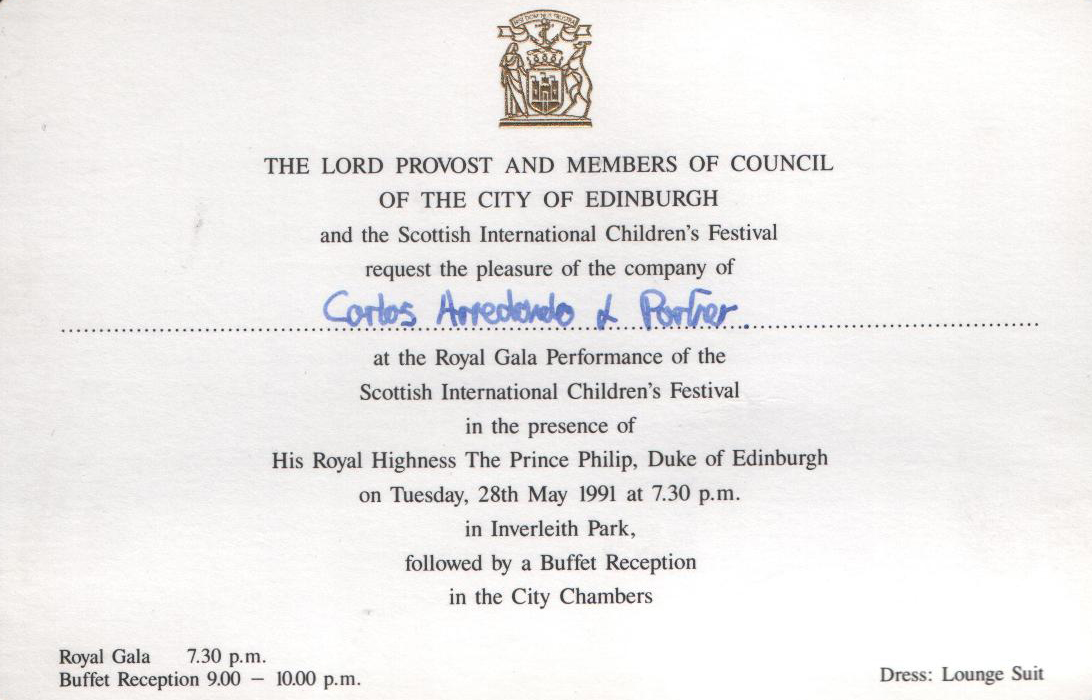 NISI DOMINUS FRUSTRA
THE LORD PROVOST AND MEMBERS OF COUNCIL
OF THE CITY OF EDINBURGH
and the Scottish International Children's Festival
request the pleasure of the company of
Carlos Arredondo & Partner.
at the Royal Gala Performance of the
Scottish International Children's Festival
in the presence of
His Royal Highness The Prince Philip, Duke of Edinburgh
on Tuesday, 28th May 1991 at 7.30 p.m.
in Inverleith Park,
followed by a Buffet Reception
in the City Chambers
Royal Gala 7.30 p.m.
Buffet Reception 9.00 – 10.00 p.m.
Dress: Lounge Suit